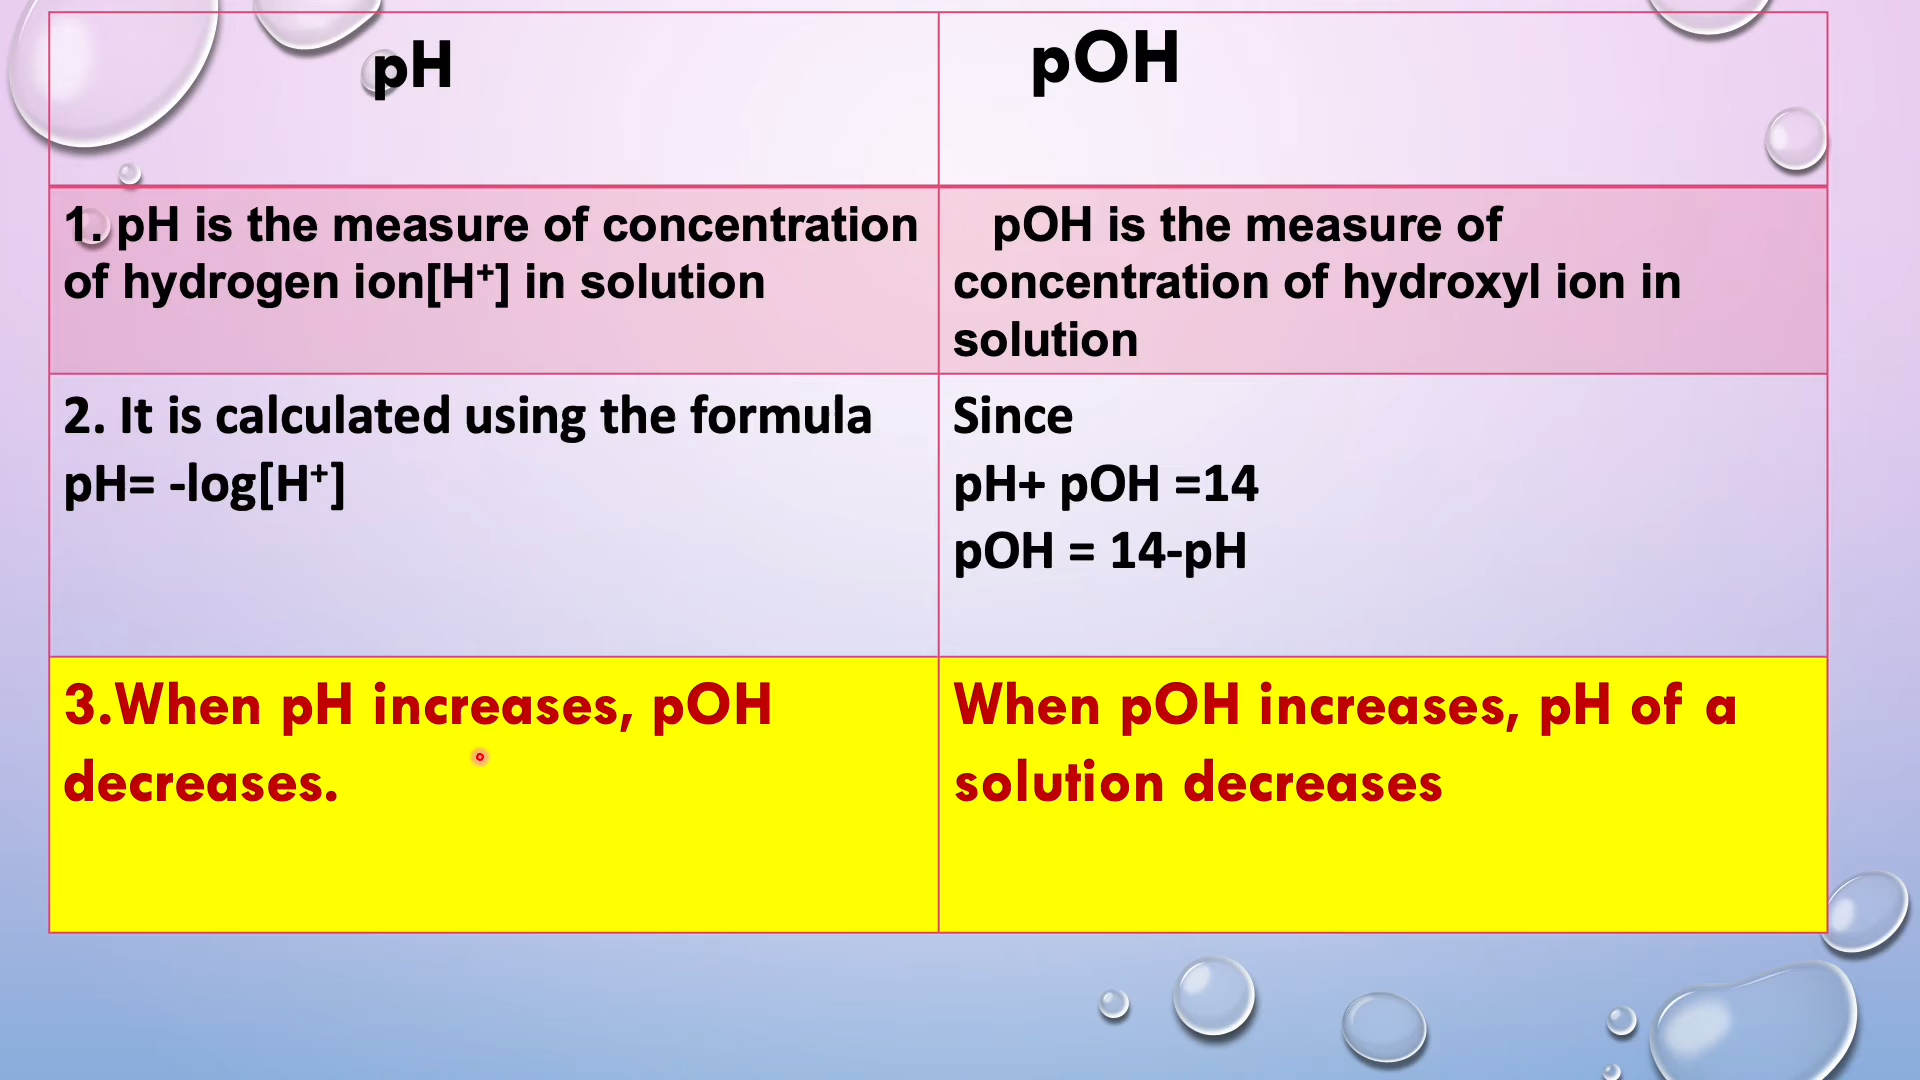 pH
pOH
1. pH is the measure of concentration
of hydrogen ion[H⁺] in solution
pOH is the measure of
concentration of hydroxyl ion in
solution
2. It is calculated using the formula
pH= -log[H⁺]
Since
pH+ pOH =14
pOH = 14-pH
3.When pH increases, pOH
decreases.
When pOH increases, pH of a
solution decreases